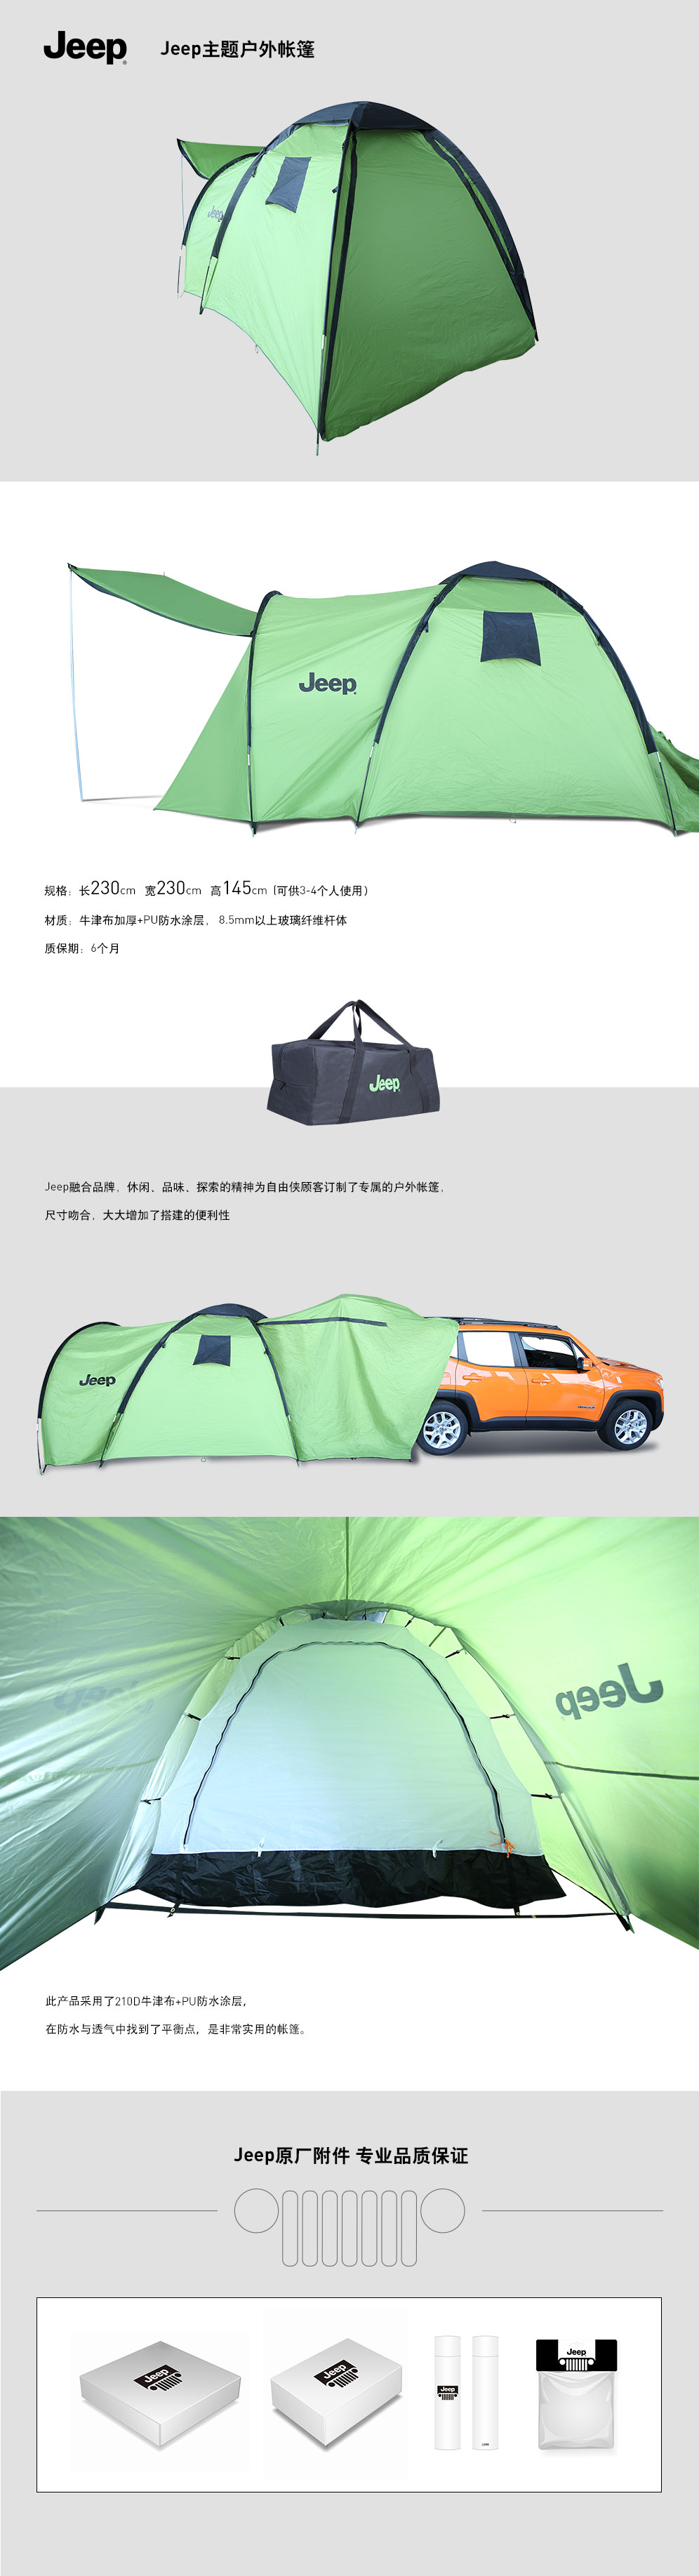 Jeep
Jeep主题户外帐篷
Jeep
Jeep
规格：长230cm 宽230cm 高145cm (可供3-4个人使用)
材质：牛津布加厚+PU防水涂层， 8.5mm以上玻璃纤维杆体
质保期：6个月
Jeep
Jeep融合品牌，休闲、品味、探索的精神为自由侠顾客订制了专属的户外帐篷，
尺寸吻合，大大增加了搭建的便利性
Jeep
Jeep
Jeep
此产品采用了210D牛津布+PU防水涂层，
在防水与透气中找到了平衡点，是非常实用的帐篷。
Jeep原厂附件 专业品质保证
Jeep
Jeep
Jeep
Jeep